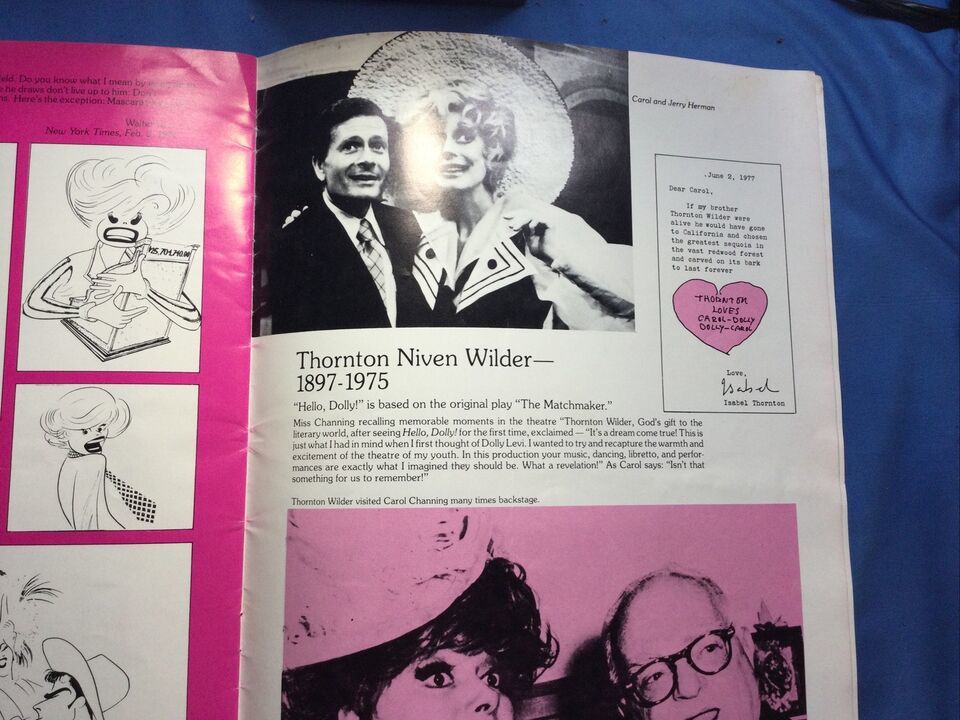 eld. Do you know what I mean by
he draws don't live up to him: Don
ns. Here's the exception: Mascara
Walter
New York Times, Feb.
Carol and Jerry Herman
June 2, 1977
Dear Carol,
If my brother
Thornton Wilder were
alive he would have gone
to California and chosen
the greatest sequoia in
the vast redwood forest
and carved on its bark
to last forever
THORNTON
LOVES
CAROL-DOLLY
DOLLY-CAROL
Love,
Isabel
Isabel Thornton
Thornton Niven Wilder—
1897-1975
"Hello, Dolly!" is based on the original play "The Matchmaker."
Miss Channing recalling memorable moments in the theatre "Thornton Wilder, God's gift to the
literary world, after seeing Hello, Dolly! for the first time, exclaimed — "It's a dream come true! This is
just what I had in mind when I first thought of Dolly Levi. I wanted to try and recapture the warmth and
excitement of the theatre of my youth. In this production your music, dancing, libretto, and perfor-
mances are exactly what I imagined they should be. What a revelation!" As Carol says: "Isn't that
something for us to remember!"
Thornton Wilder visited Carol Channing many times backstage.